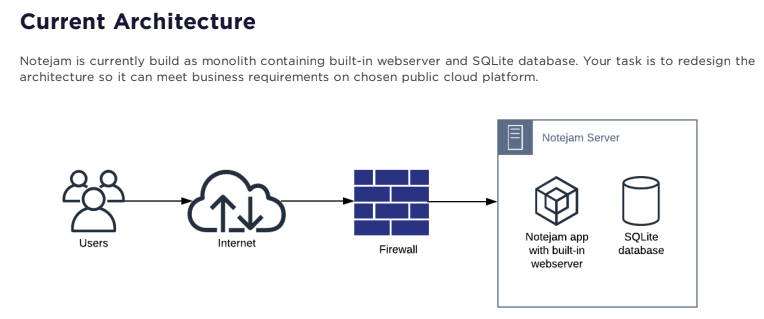 Current Architecture
Notejam is currently build as monolith containing built-in webserver and SQLite database. Your task is to redesign the
architecture so it can meet business requirements on chosen public cloud platform.
Notejam Server
Users
Internet
Firewall
Notejam app
with built-in
webserver
SQLite
database